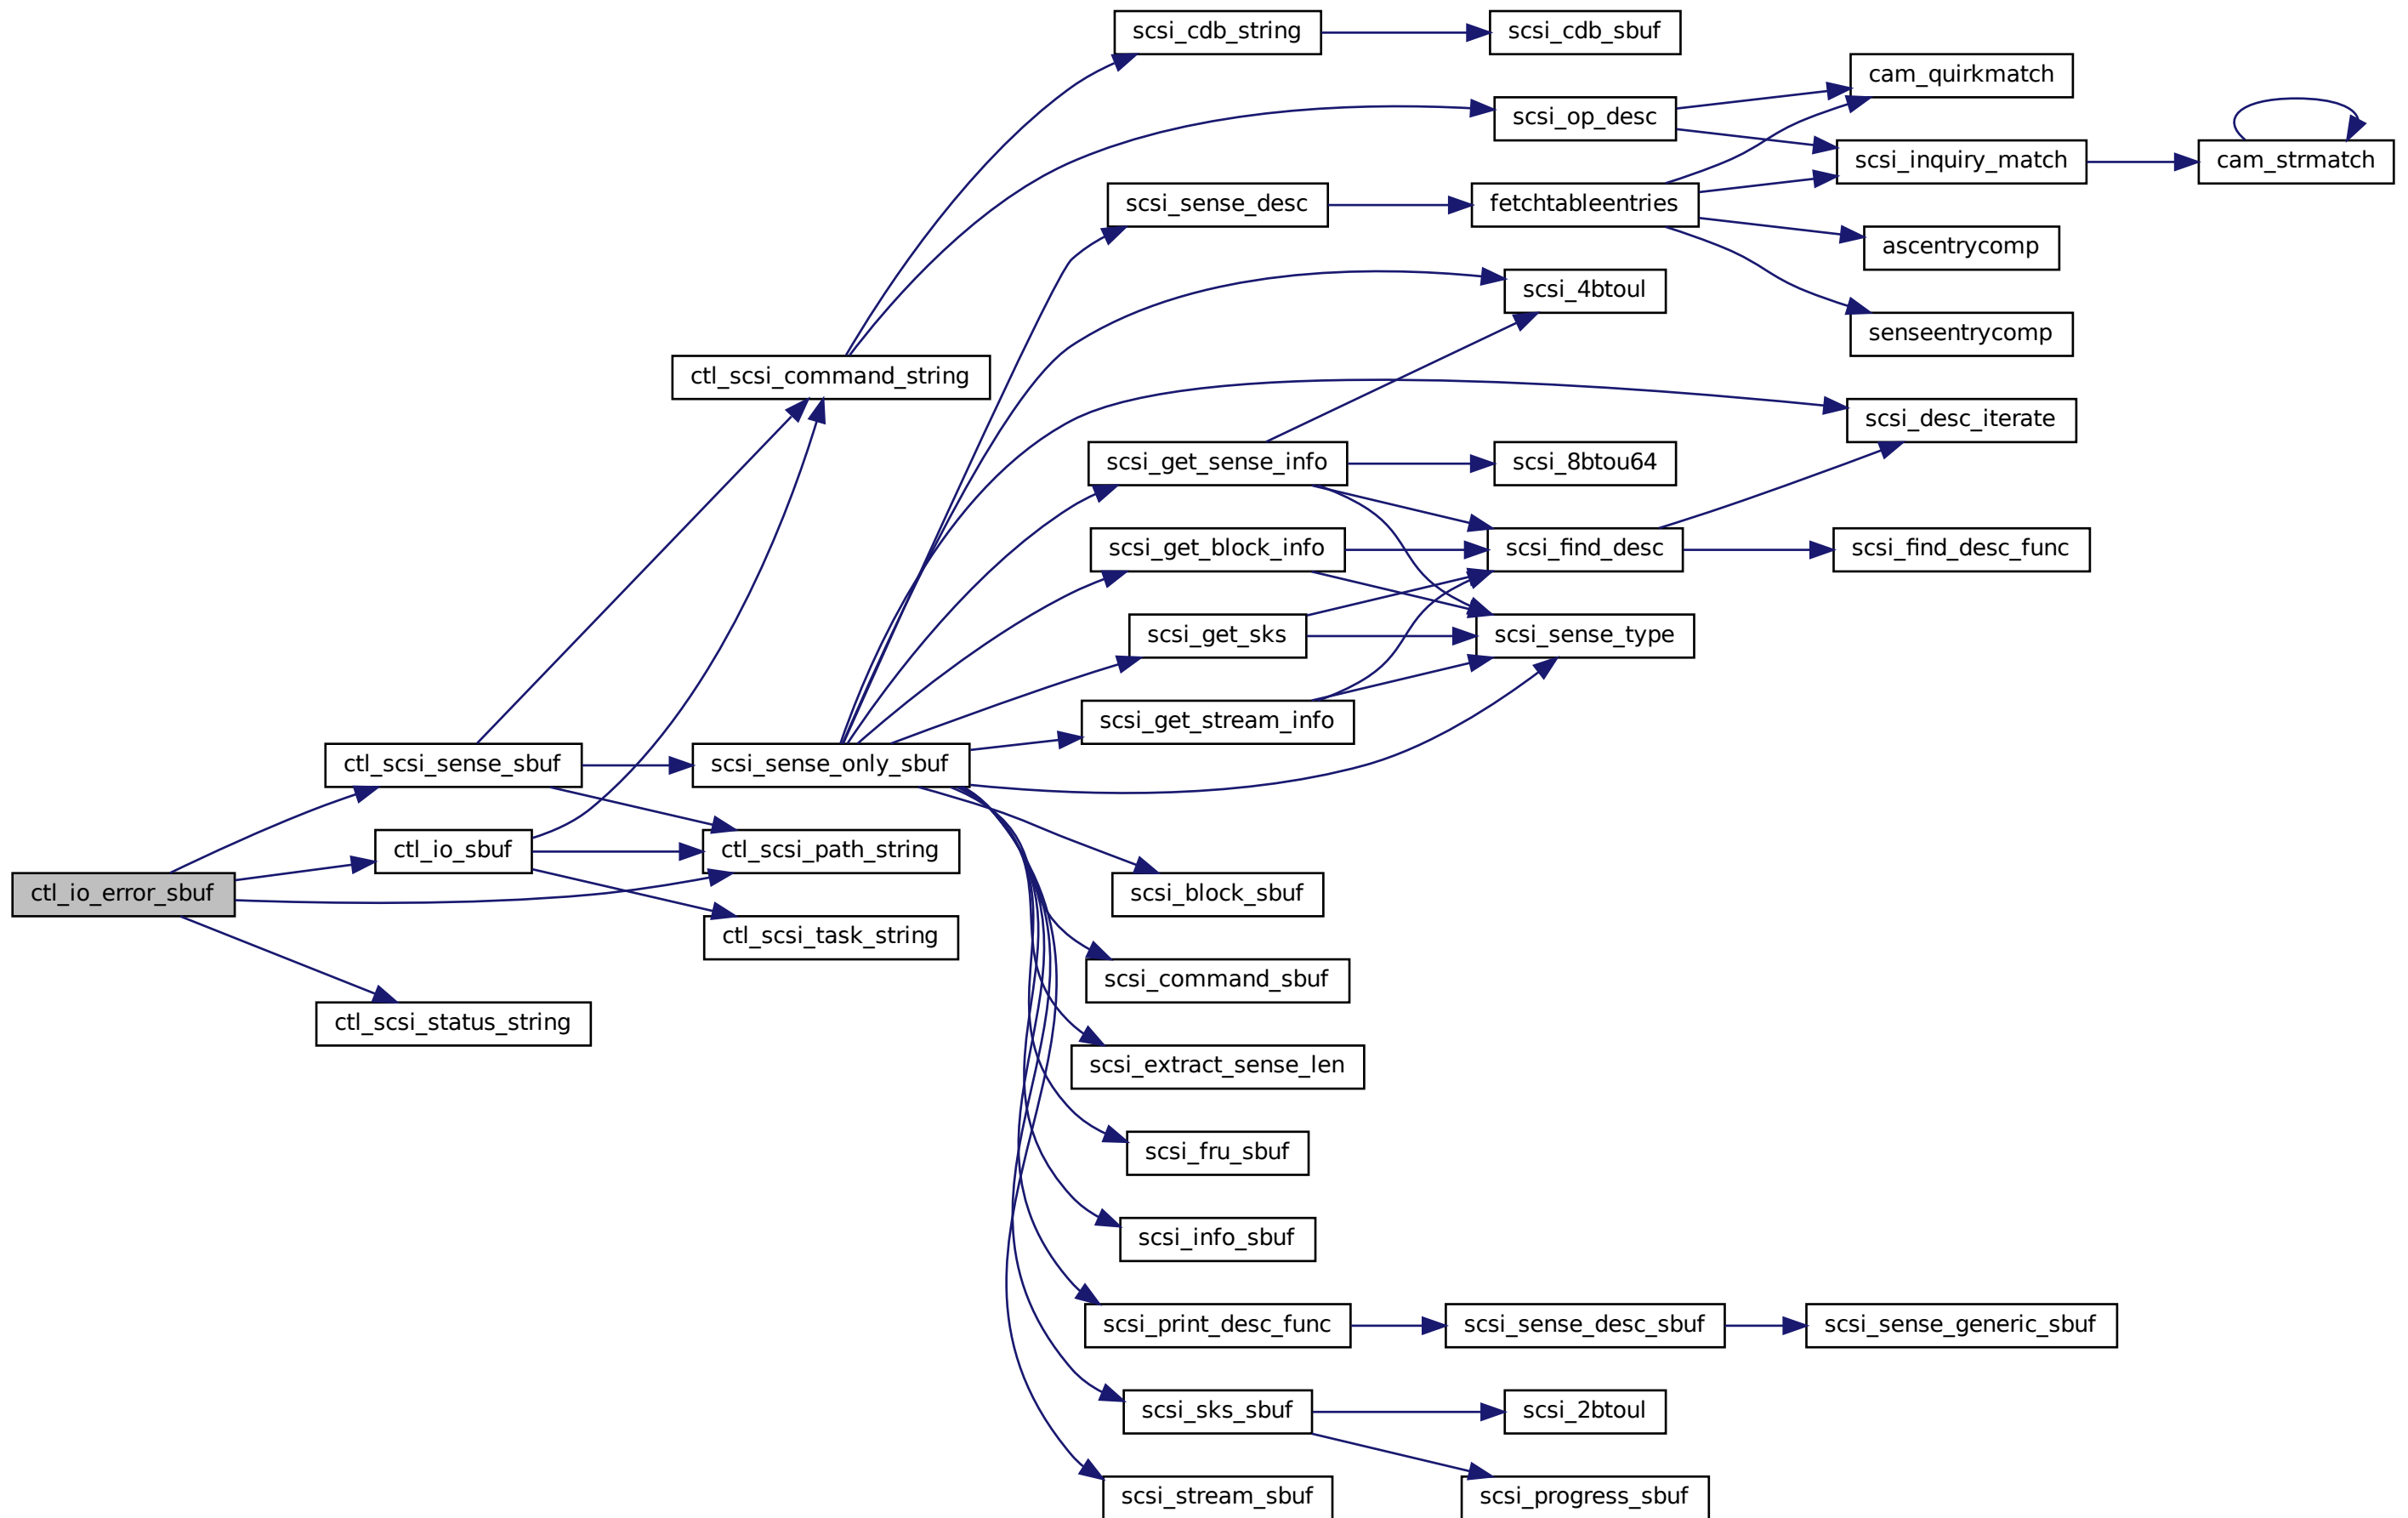 scsi_cdb_string
scsi_cdb_sbuf
cam_quirkmatch
scsi_op_desc
scsi_inquiry_match
cam_strmatch
scsi_sense_desc
fetchtableentries
ascentrycomp
scsi_4btoul
senseentrycomp
ctl_scsi_command_string
scsi_desc_iterate
scsi_get_sense_info
scsi_8btou64
scsi_get_block_info
scsi_find_desc
scsi_find_desc_func
scsi_get_sks
scsi_sense_type
scsi_get_stream_info
ctl_scsi_sense_sbuf
scsi_sense_only_sbuf
ctl_io_sbuf
ctl_scsi_path_string
ctl_io_error_sbuf
scsi_block_sbuf
ctl_scsi_task_string
scsi_command_sbuf
ctl_scsi_status_string
scsi_extract_sense_len
scsi_fru_sbuf
scsi_info_sbuf
scsi_print_desc_func
scsi_sense_desc_sbuf
scsi_sense_generic_sbuf
scsi_sks_sbuf
scsi_2btoul
scsi_stream_sbuf
scsi_progress_sbuf